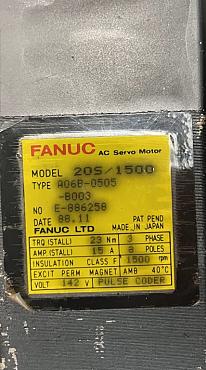 FANUC AC Servo Motor
MODEL 20S/1500
TYPE A06B-0505
-B003
NO E-886258
DATE 88.11 PAT PEND
FANUC LTD MADE IN JAPAN
TRQ (STALL) 23 Nm 3 PHASE
AMP. (STALL) 15 A 8 POLES
INSULATION CLASS F 1500 rpm
EXCIT PERM MAGNET AMB 40°C
VOLT 142 V PULSE CODER